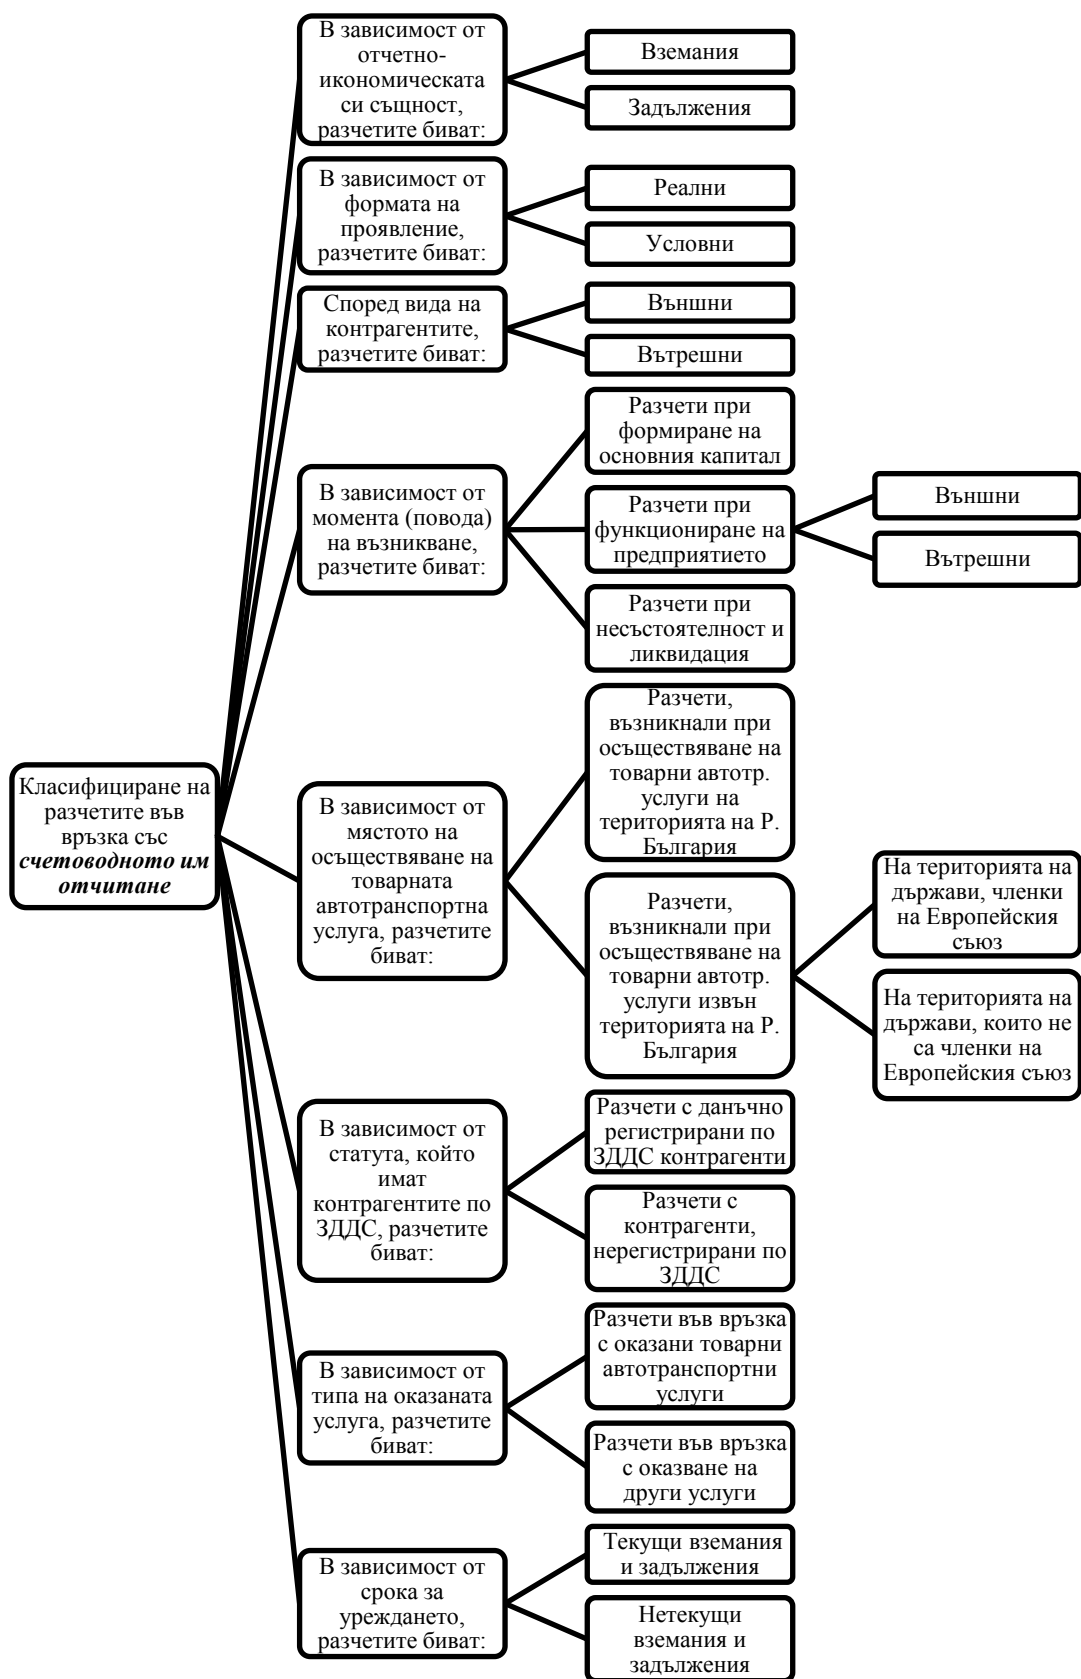 Класифициране на
разчетите във
връзка със
счетоводното им
отчитане
В зависимост от
отчетно-
икономическата
си същност,
разчетите биват:
Вземания
Задължения
В зависимост от
формата на
проявление,
разчетите биват:
Реални
Условни
Според вида на
контрагентите,
разчетите биват:
Външни
Вътрешни
В зависимост от
момента (повода)
на възникване,
разчетите биват:
Разчети при
формиране на
основния капитал
Разчети при
функциониране на
предприятието
Външни
Вътрешни
Разчети при
несъстоятелност и
ликвидация
В зависимост от
мястото на
осъществяване на
товарната
автотранспортна
услуга, разчетите
биват:
Разчети,
възникнали при
осъществяване на
товарни автотр.
услуги на
територията на Р.
България
Разчети,
възникнали при
осъществяване на
товарни автотр.
услуги извън
територията на Р.
България
На територията на
държави, членки
на Европейския
съюз
На територията на
държави, които не
са членки на
Европейския съюз
В зависимост от
статута, който
имат
контрагентите по
ЗДДС, разчетите
биват:
Разчети с данъчно
регистрирани по
ЗДДС контрагенти
Разчети с
контрагенти,
нерегистрирани по
ЗДДС
В зависимост от
типа на оказаната
услуга, разчетите
биват:
Разчети във връзка
с оказани товарни
автотранспортни
услуги
Разчети във връзка
с оказване на
други услуги
В зависимост от
срока за
уреждането,
разчетите биват:
Текущи вземания
и задължения
Нетекущи
вземания и
задължения